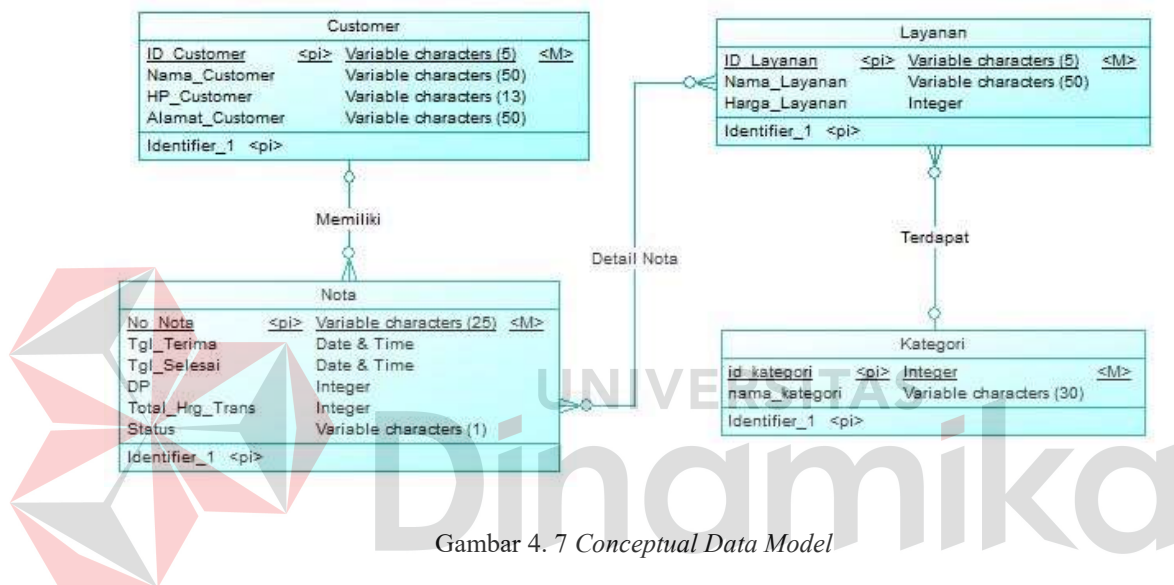 Customer
ID_Customer <pi> Variable characters (5) <M>
Nama_Customer Variable characters (50)
HP_Customer Variable characters (13)
Alamat_Customer Variable characters (50)
Identifier_1 <pi>
Layanan
ID_Layanan <pi> Variable characters (5) <M>
Nama_Layanan Variable characters (50)
Harga_Layanan Integer
Identifier_1 <pi>
Memiliki
Detail Nota
Terdapat
Nota
No_Nota <pi> Variable characters (25) <M>
Tgl_Terima Date & Time
Tgl_Selesai Date & Time
DP Integer
Total_Hrg_Trans Integer
Status Variable characters (1)
Identifier_1 <pi>
Kategori
id_kategori <pi> Integer <M>
nama_kategori Variable characters (30)
Identifier_1 <pi>
UNIVERSITAS
Dinamika
Gambar 4. 7 Conceptual Data Model